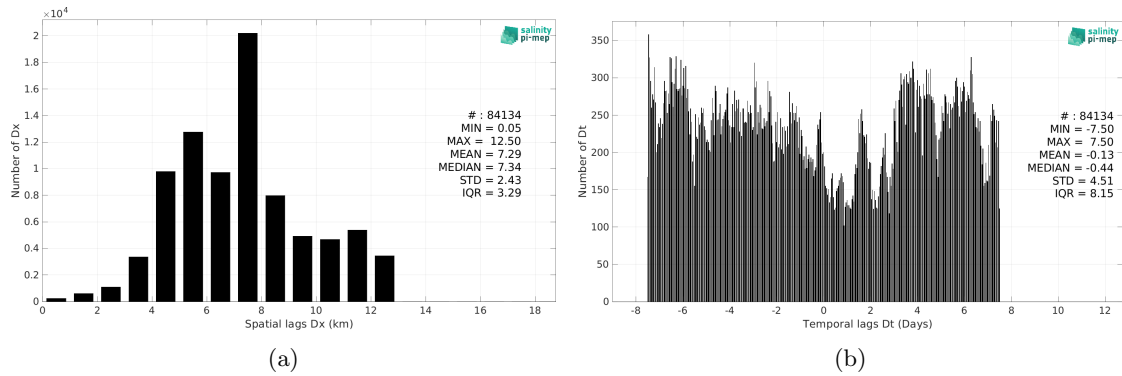 ×10⁴
2
1.8
1.6
1.4
1.2
1
0.8
0.6
0.4
0.2
0
Number of Dx
salinity
pi-mep
# : 84134
MIN = 0.05
MAX = 12.50
MEAN = 7.29
MEDIAN = 7.34
STD = 2.43
IQR = 3.29
0 2 4 6 8 10 12 14 16 18
Spatial lags Dx (km)
(a)
350
300
250
200
150
100
50
0
Number of Dt
salinity
pi-mep
# : 84134
MIN = -7.50
MAX = 7.50
MEAN = -0.13
MEDIAN = -0.44
STD = 4.51
IQR = 8.15
-8 -6 -4 -2 0 2 4 6 8 10 12
Temporal lags Dt (Days)
(b)